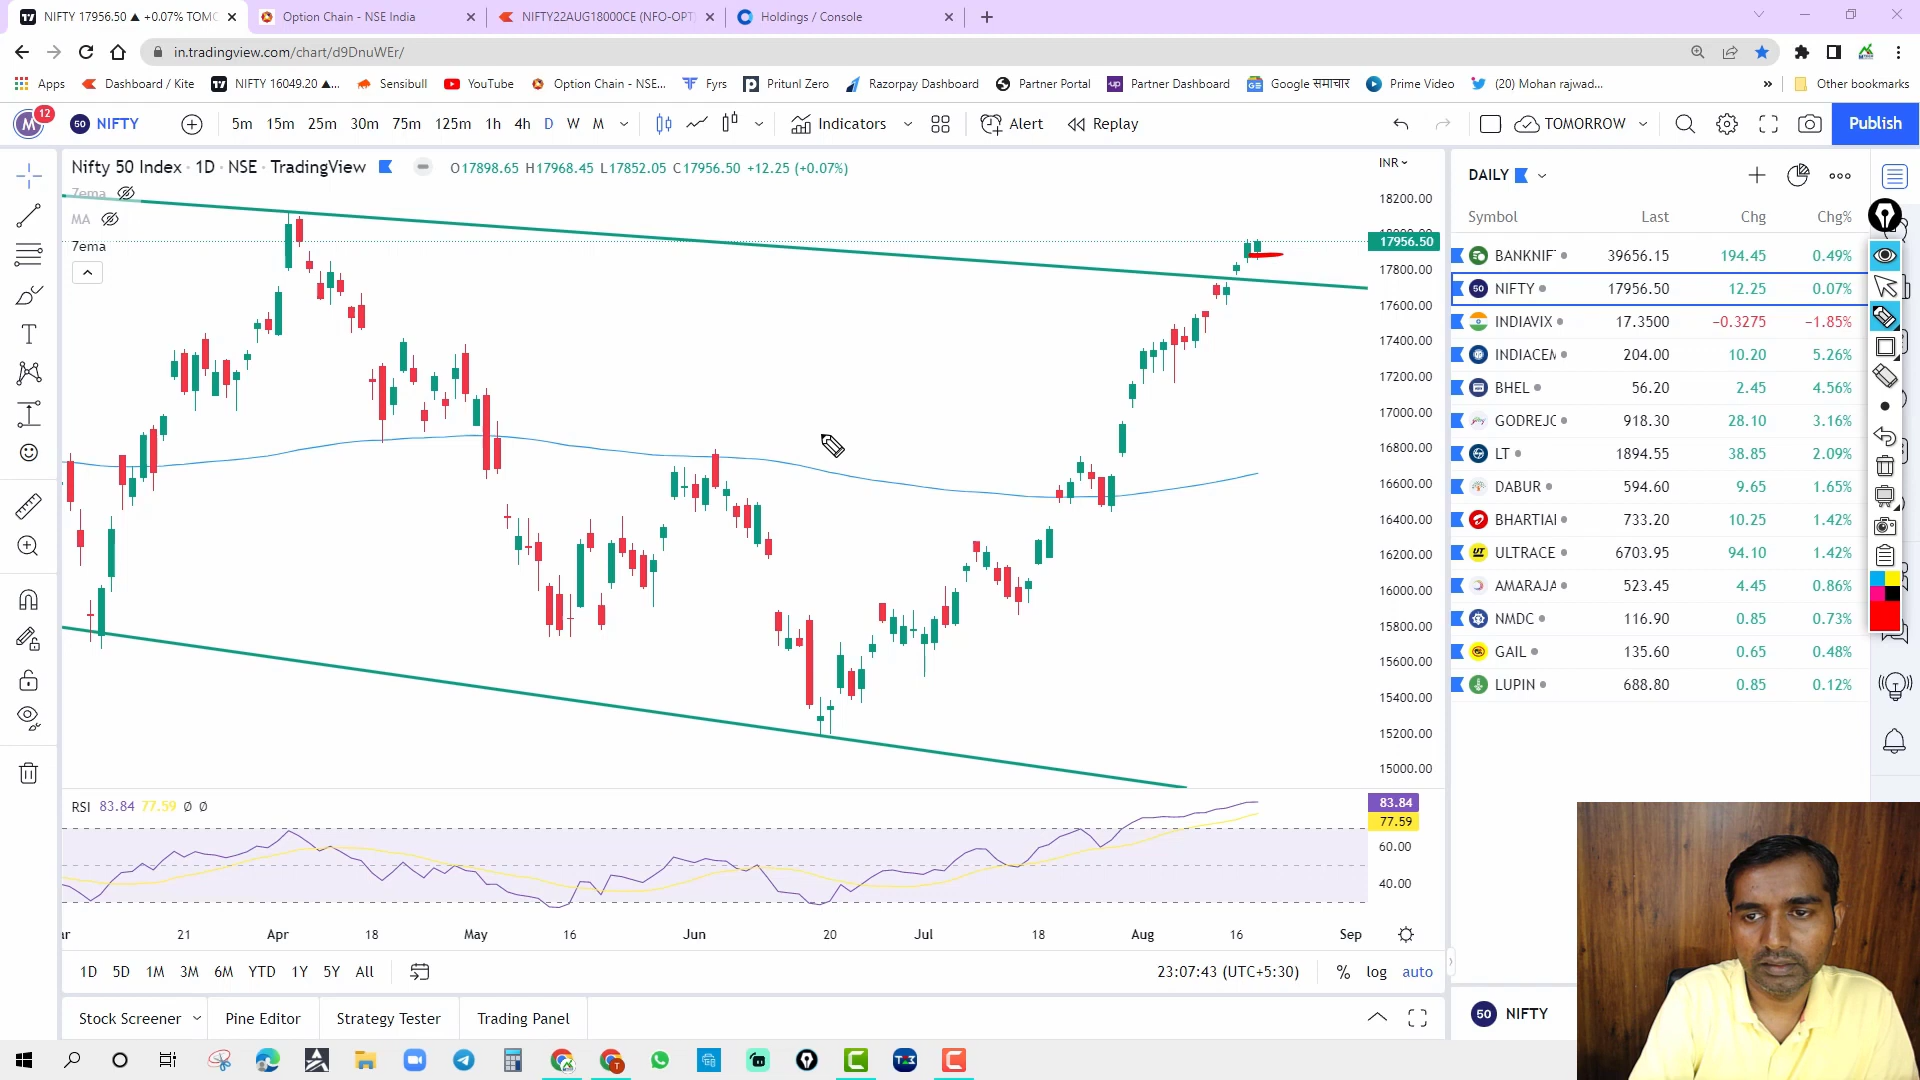 NIFTY 17956.50 ▲ +0.07% TOMO
Option Chain - NSE India
NIFTY22AUG18000CE (NFO-OPT)
Holdings / Console
in.tradingview.com/chart/d9DnuWEr/
Apps
Dashboard / Kite
NIFTY 16049.20 ▲...
Sensibull
YouTube
Option Chain - NSE...
Fyrs
Pritunl Zero
Razorpay Dashboard
Partner Portal
Partner Dashboard
Google समाचार
Prime Video
(20) Mohan rajwad...
»
Other bookmarks
M 12
50 NIFTY
5m 15m 25m 30m 75m 125m 1h 4h D W M
Indicators
Alert
Replay
TOMORROW
Publish
Nifty 50 Index · 1D · NSE · TradingView
O17898.65 H17968.45 L17852.05 C17956.50 +12.25 (+0.07%)
7ema
MA
7ema
INR
18200.00
17956.50
17800.00
17600.00
17400.00
17200.00
17000.00
16800.00
16600.00
16400.00
16200.00
16000.00
15800.00
15600.00
15400.00
15200.00
15000.00
RSI 83.84 77.59 Ø Ø
83.84
77.59
60.00
40.00
21 Apr 18 May 16 Jun 20 Jul 18 Aug 16 Sep
1D 5D 1M 3M 6M YTD 1Y 5Y All
23:07:43 (UTC+5:30)
% log auto
Stock Screener
Pine Editor
Strategy Tester
Trading Panel
DAILY
Symbol Last Chg Chg%
BANKNIF 39656.15 194.45 0.49%
50 NIFTY 17956.50 12.25 0.07%
INDIAVIX 17.3500 −0.3275 −1.85%
INDIACEM 204.00 10.20 5.26%
BHEL 56.20 2.45 4.56%
GODREJC 918.30 28.10 3.16%
LT 1894.55 38.85 2.09%
DABUR 594.60 9.65 1.65%
BHARTIAI 733.20 10.25 1.42%
ULTRACE 6703.95 94.10 1.42%
AMARAJA 523.45 4.45 0.86%
NMDC 116.90 0.85 0.73%
GAIL 135.60 0.65 0.48%
LUPIN 688.80 0.85 0.12%
50 NIFTY